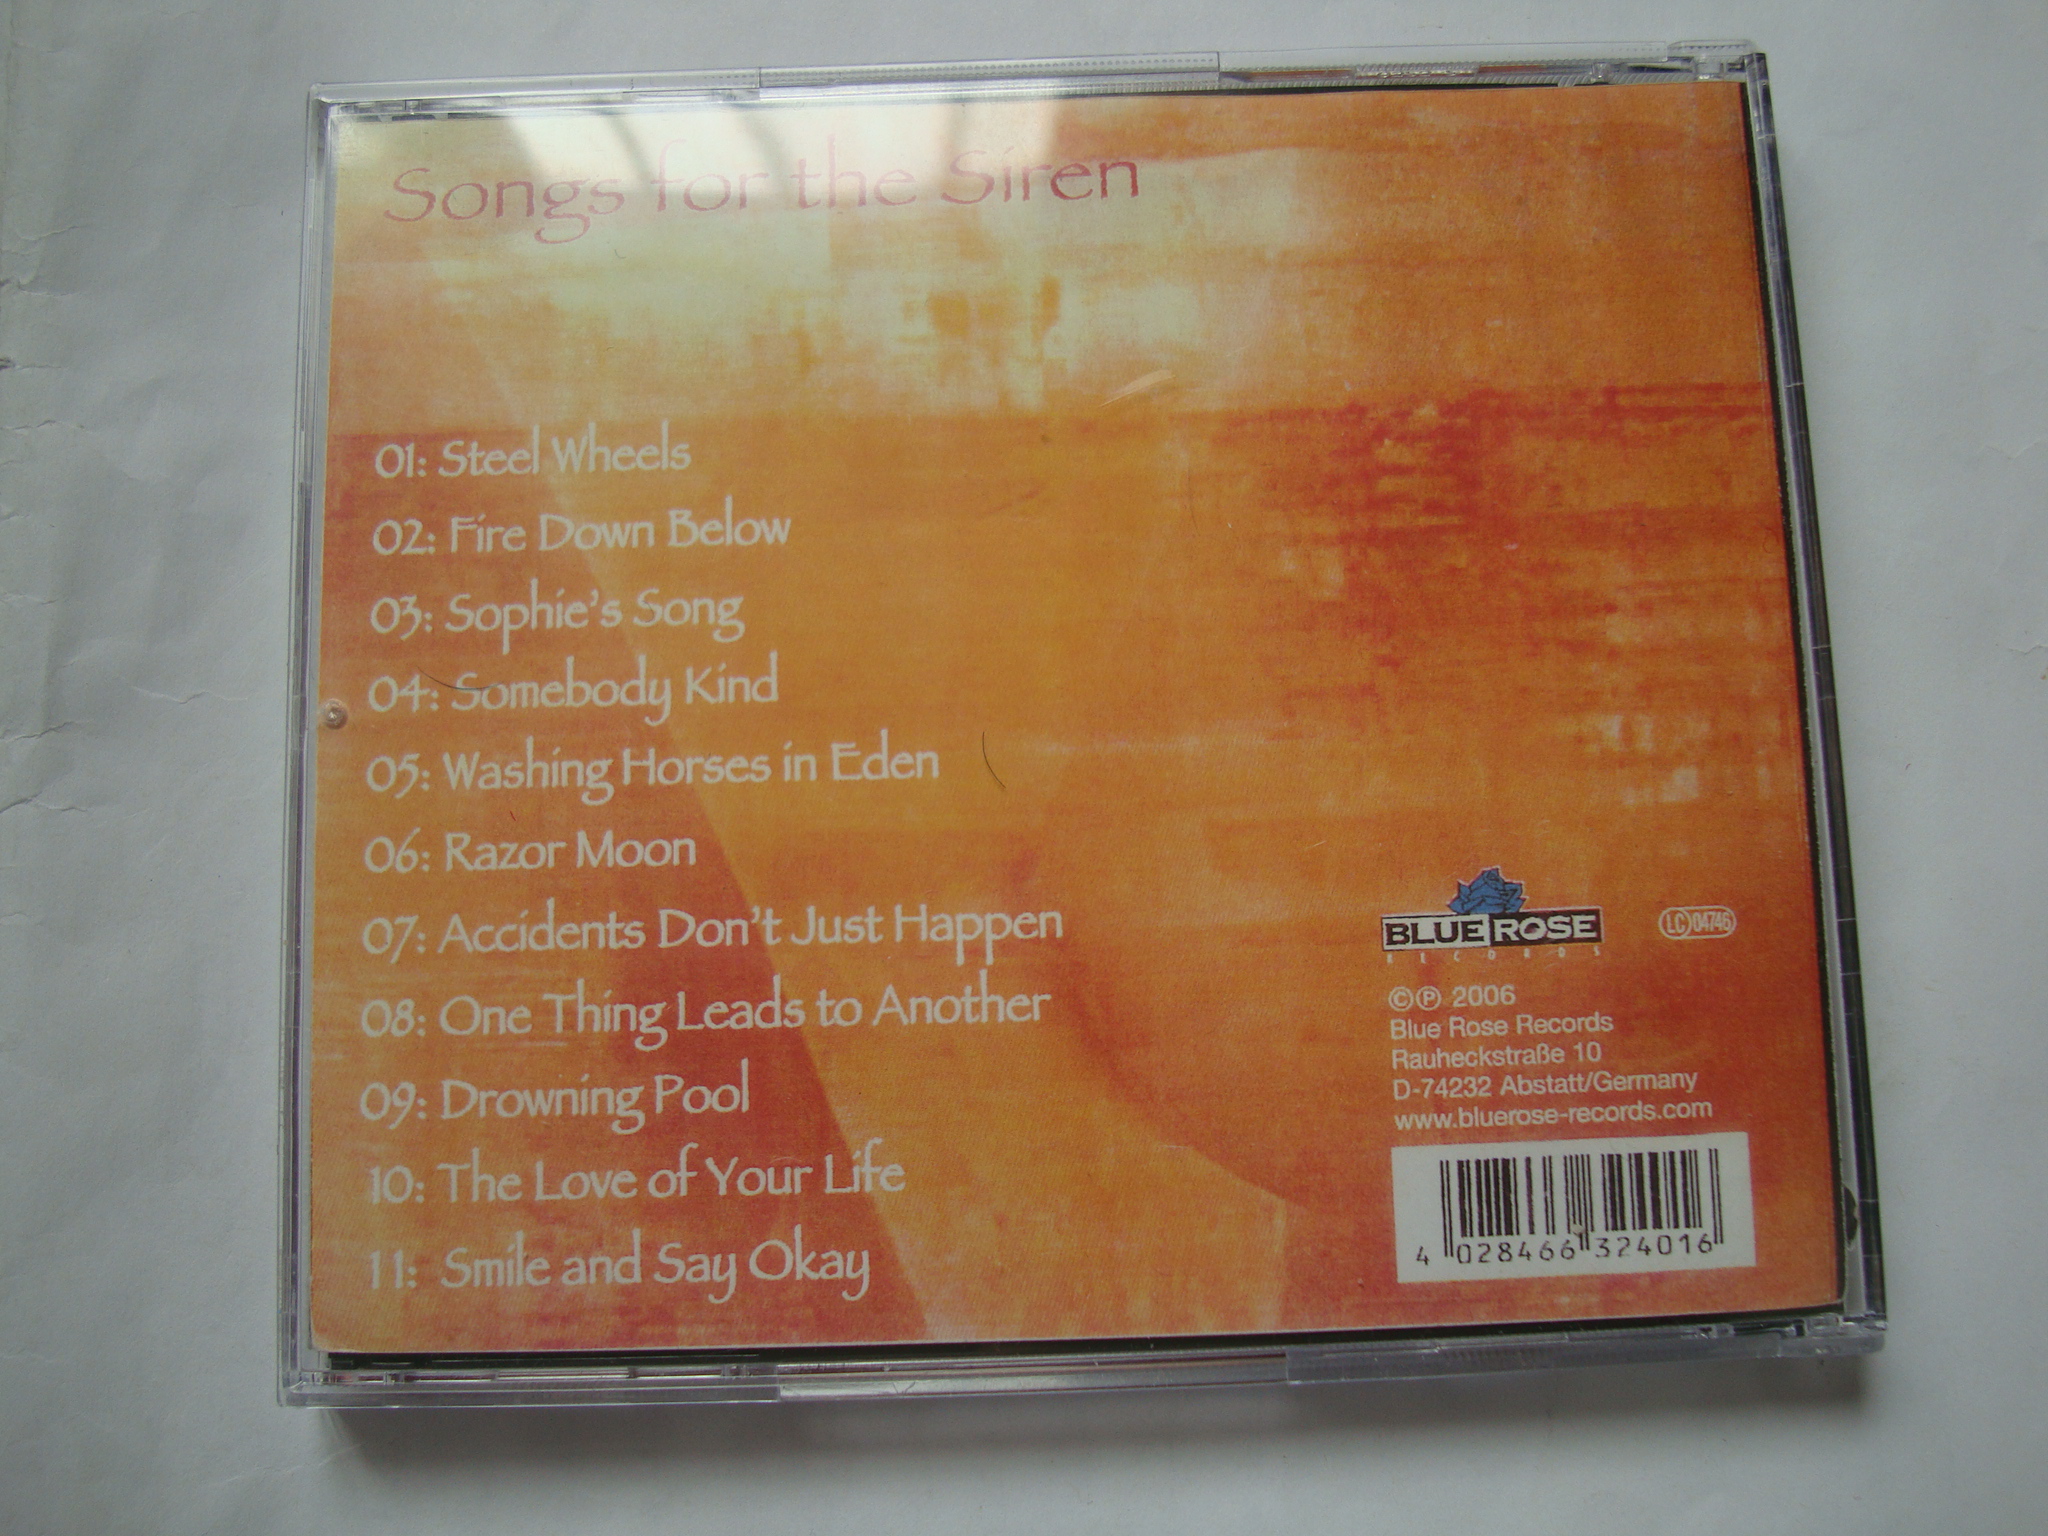 Songs for the Siren
01: Steel Wheels
02: Fire Down Below
03: Sophie's Song
04: Somebody Kind
05: Washing Horses in Eden
06: Razor Moon
07: Accidents Don't Just Happen
08: One Thing Leads to Another
09: Drowning Pool
10: The Love of Your Life
11: Smile and Say Okay
BLUE ROSE
RECORDS
LC 04746
©℗ 2006
Blue Rose Records
Rauheckstraße 10
D-74232 Abstatt/Germany
www.bluerose-records.com
4 028466 324016